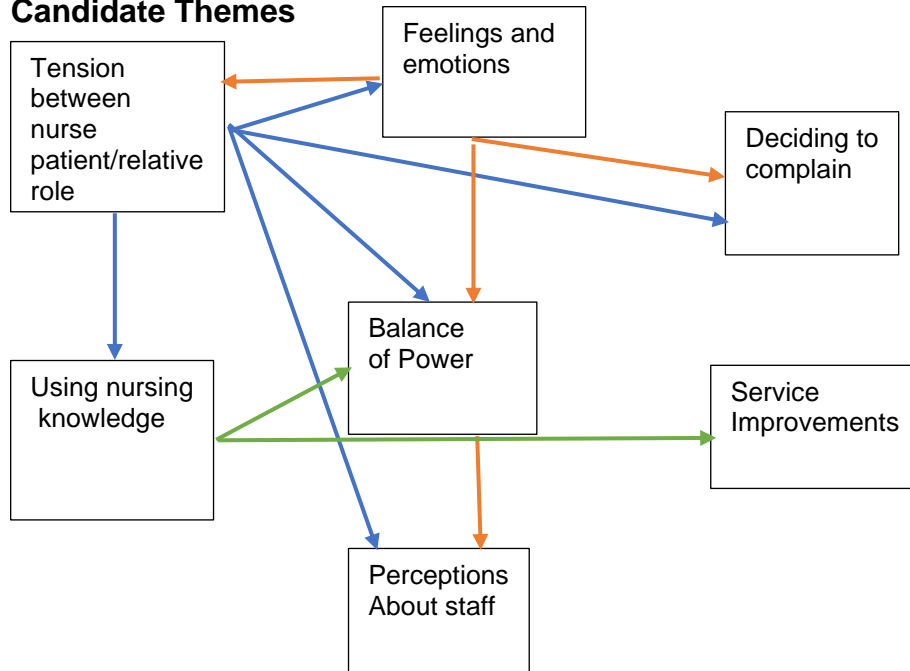 Candidate Themes
Tension
between
nurse
patient/relative
role
Feelings and
emotions
Deciding to
complain
Balance
of Power
Using nursing
knowledge
Service
Improvements
Perceptions
About staff